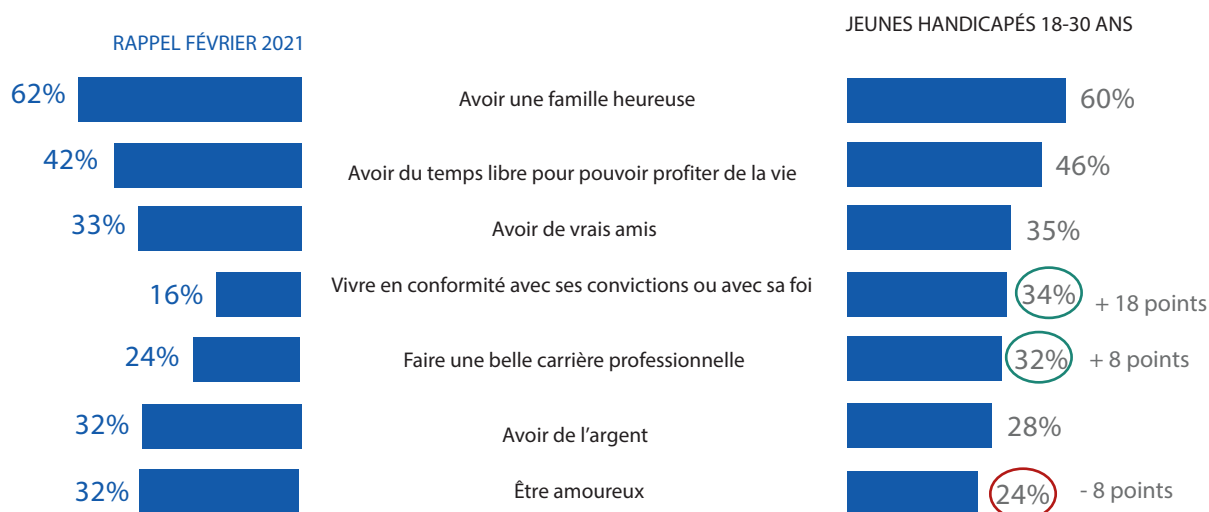 RAPPEL FÉVRIER 2021
JEUNES HANDICAPÉS 18-30 ANS
62%
Avoir une famille heureuse
60%
42%
Avoir du temps libre pour pouvoir profiter de la vie
46%
33%
Avoir de vrais amis
35%
16%
Vivre en conformité avec ses convictions ou avec sa foi
34%
+ 18 points
24%
Faire une belle carrière professionnelle
32%
+ 8 points
32%
Avoir de l'argent
28%
32%
Être amoureux
24%
- 8 points